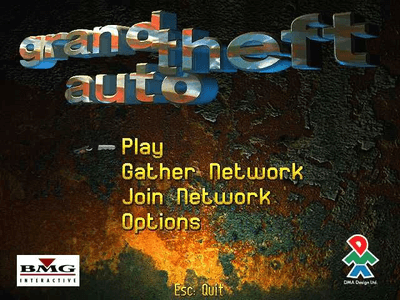 grand theft
auto
Play
Gather Network
Join Network
Options
BMG
INTERACTIVE
DMA Design Ltd.
Esc: Quit